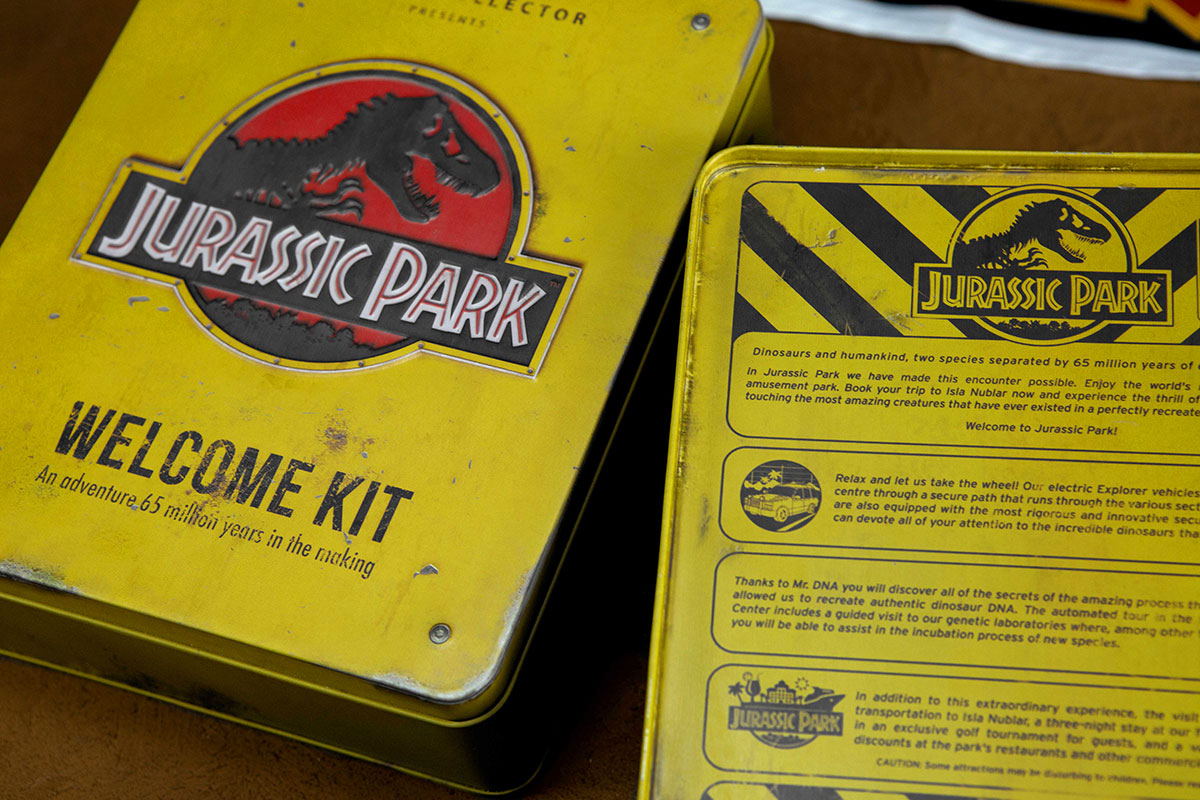 LECTOR
PRESENTS
JURASSIC PARK
TM
WELCOME KIT
An adventure 65 million years in the making
JURASSIC PARK
Dinosaurs and humankind, two species separated by 65 million years of
In Jurassic Park we have made this encounter possible. Enjoy the world's
amusement park. Book your trip to Isla Nublar now and experience the thrill of
touching the most amazing creatures that have ever existed in a perfectly
Welcome to Jurassic Park!
Relax and let us take the wheel! Our electric Explorer vehicles
centre through a secure path that runs through the various
are also equipped with the most rigorous and innovative
can devote all of your attention to the incredible dinosaurs
Thanks to Mr. DNA you will discover all of the secrets of the amazing process
allowed us to recreate authentic dinosaur DNA. The automated tour in the
Center includes a guided visit to our genetic laboratories where, among other
you will be able to assist in the incubation process of new species.
JURASSIC PARK
In addition to this extraordinary experience, the
transportation to Isla Nublar, a three-night stay at our
in an exclusive golf tournament for guests, and a
discounts at the park's restaurants and other
CAUTION: Some attractions may be disturbing to children. Please